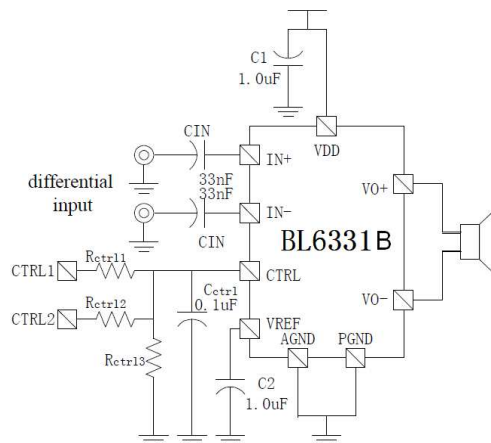 C1
1.0uF
CIN
33nF
33nF
CIN
differential
input
IN+
IN-
VDD
VO+
VO-
BL6331B
CTRL1
Rctrl1
CTRL
CTRL2
Rctrl2
Cctrl
0.1uF
Rctrl3
VREF
AGND
PGND
C2
1.0uF